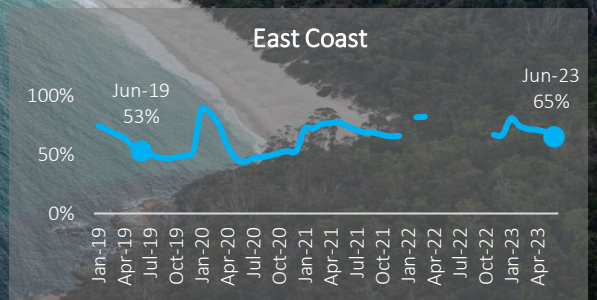 East Coast
Jun-23
Jun-19
65%
100%
53%
50%
0%
Jan-19
Apr-19
Jul-19
Oct-19
Jan-20
Apr-20
Jul-20
Oct-20
Jan-21
Apr-21
Jul-21
Oct-21
Jan-22
Apr-22
Jul-22
Oct-22
Jan-23
Apr-23